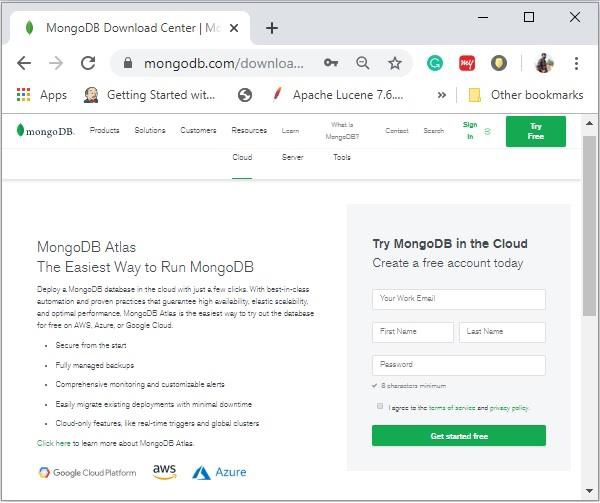 MongoDB Download Center | Mo
mongodb.com/downloa...
Apps
Getting Started wit...
Apache Lucene 7.6....
Other bookmarks
mongoDB.
Products
Solutions
Customers
Resources
Learn
What is
MongoDB?
Contact
Search
Sign
In
Try
Free
Cloud
Server
Tools
MongoDB Atlas
The Easiest Way to Run MongoDB
Deploy a MongoDB database in the cloud with just a few clicks. With best-in-class
automation and proven practices that guarantee high availability, elastic scalability,
and optimal performance, MongoDB Atlas is the easiest way to try out the database
for free on AWS, Azure, or Google Cloud.
Secure from the start
Fully managed backups
Comprehensive monitoring and customizable alerts
Easily migrate existing deployments with minimal downtime
Cloud-only features, like real-time triggers and global clusters
Click here to learn more about MongoDB Atlas.
Google Cloud Platform
aws
Azure
Try MongoDB in the Cloud
Create a free account today
Your Work Email
First Name
Last Name
Password
8 characters minimum
I agree to the terms of service and privacy policy.
Get started free